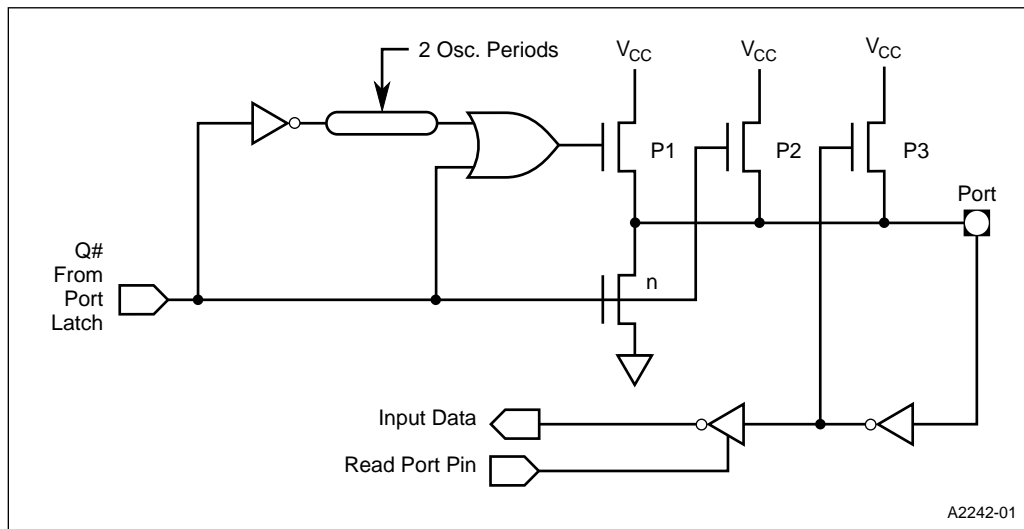 2 Osc. Periods
VCC
VCC
VCC
P1
P2
P3
Port
Q#
From
Port
Latch
n
Input Data
Read Port Pin
A2242-01